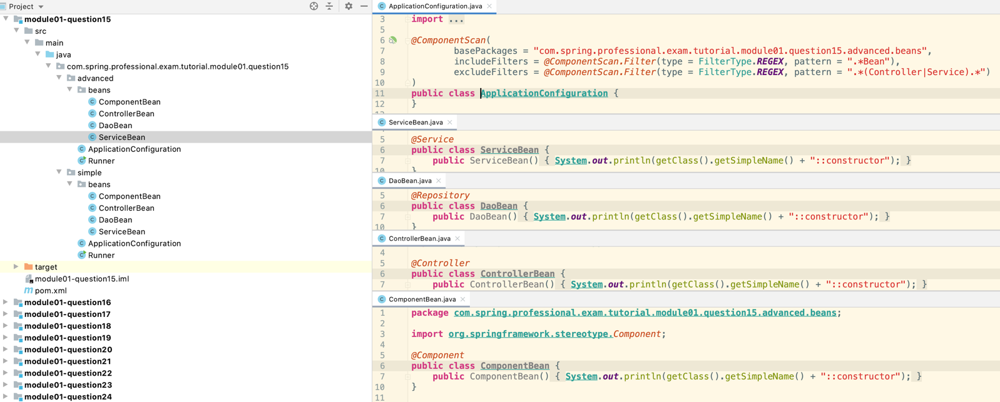 Project
module01-question15
src
main
java
com.spring.professional.exam.tutorial.module01.question15
advanced
beans
ComponentBean
ControllerBean
DaoBean
ServiceBean
ApplicationConfiguration
Runner
simple
beans
ComponentBean
ControllerBean
DaoBean
ServiceBean
ApplicationConfiguration
Runner
target
module01-question15.iml
pom.xml
module01-question16
module01-question17
module01-question18
module01-question19
module01-question20
module01-question21
module01-question22
module01-question23
module01-question24
ApplicationConfiguration.java
3 import ...
5
6 @ComponentScan(
7 basePackages = "com.spring.professional.exam.tutorial.module01.question15.advanced.beans",
8 includeFilters = @ComponentScan.Filter(type = FilterType.REGEX, pattern = ".*Bean"),
9 excludeFilters = @ComponentScan.Filter(type = FilterType.REGEX, pattern = ".*(Controller|Service).*")
10 )
11 public class ApplicationConfiguration {
12 }
ServiceBean.java
5 @Service
6 public class ServiceBean {
7 public ServiceBean() { System.out.println(getClass().getSimpleName() + "::constructor"); }
10 }
DaoBean.java
5 @Repository
6 public class DaoBean {
7 public DaoBean() { System.out.println(getClass().getSimpleName() + "::constructor"); }
10 }
ControllerBean.java
4
5 @Controller
6 public class ControllerBean {
7 public ControllerBean() { System.out.println(getClass().getSimpleName() + "::constructor"); }
ComponentBean.java
1 package com.spring.professional.exam.tutorial.module01.question15.advanced.beans;
2
3 import org.springframework.stereotype.Component;
4
5 @Component
6 public class ComponentBean {
7 public ComponentBean() { System.out.println(getClass().getSimpleName() + "::constructor"); }
10 }
11